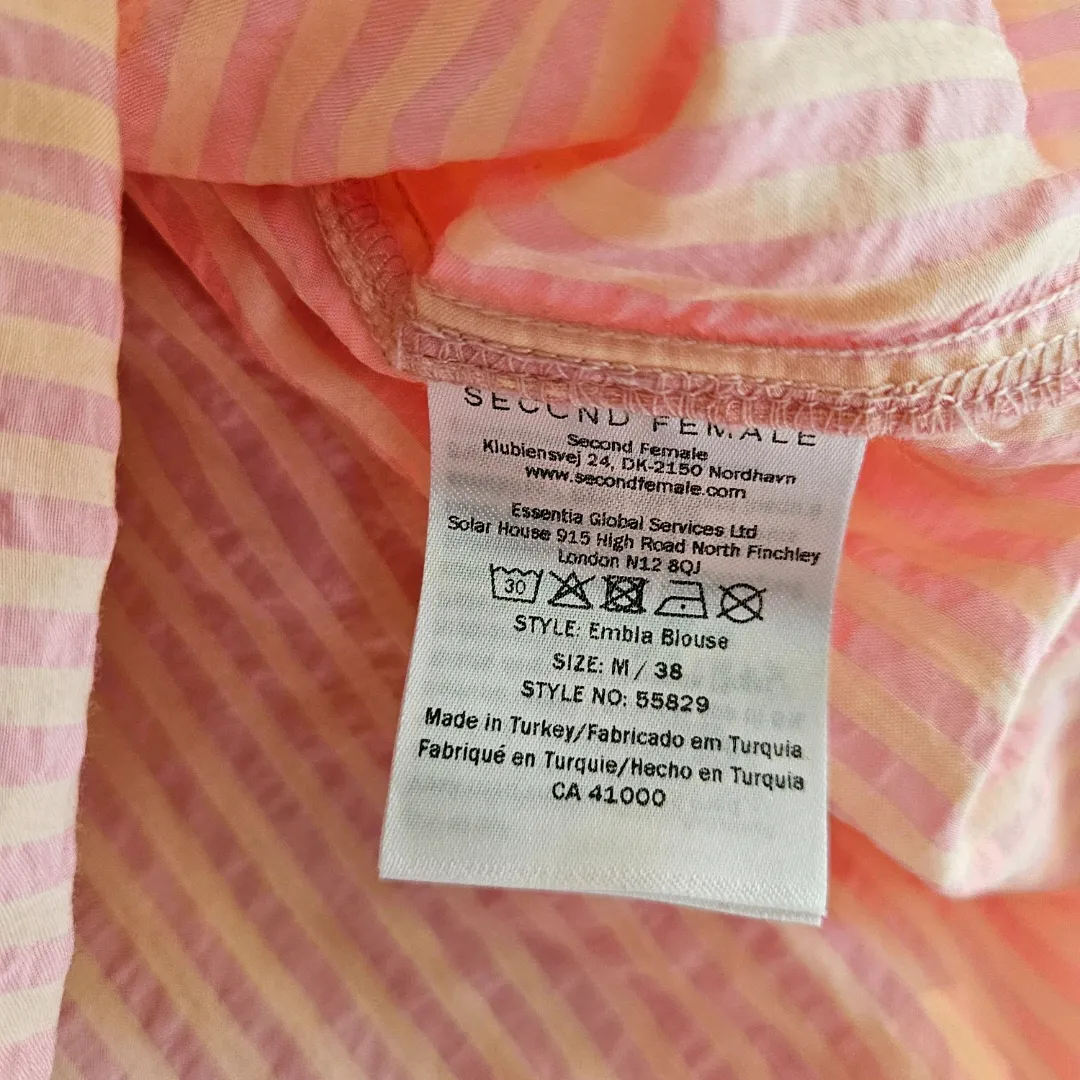 SECOND FEMALE
Second Female
Klubiensvej 24, DK-2150 Nordhavn
www.secondfemale.com
Essentia Global Services Ltd
Solar House 915 High Road North Finchley
London N12 8QJ
30
STYLE: Embla Blouse
SIZE: M / 38
STYLE NO: 55829
Made in Turkey/Fabricado em Turquia
Fabriqué en Turquie/Hecho en Turquia
CA 41000